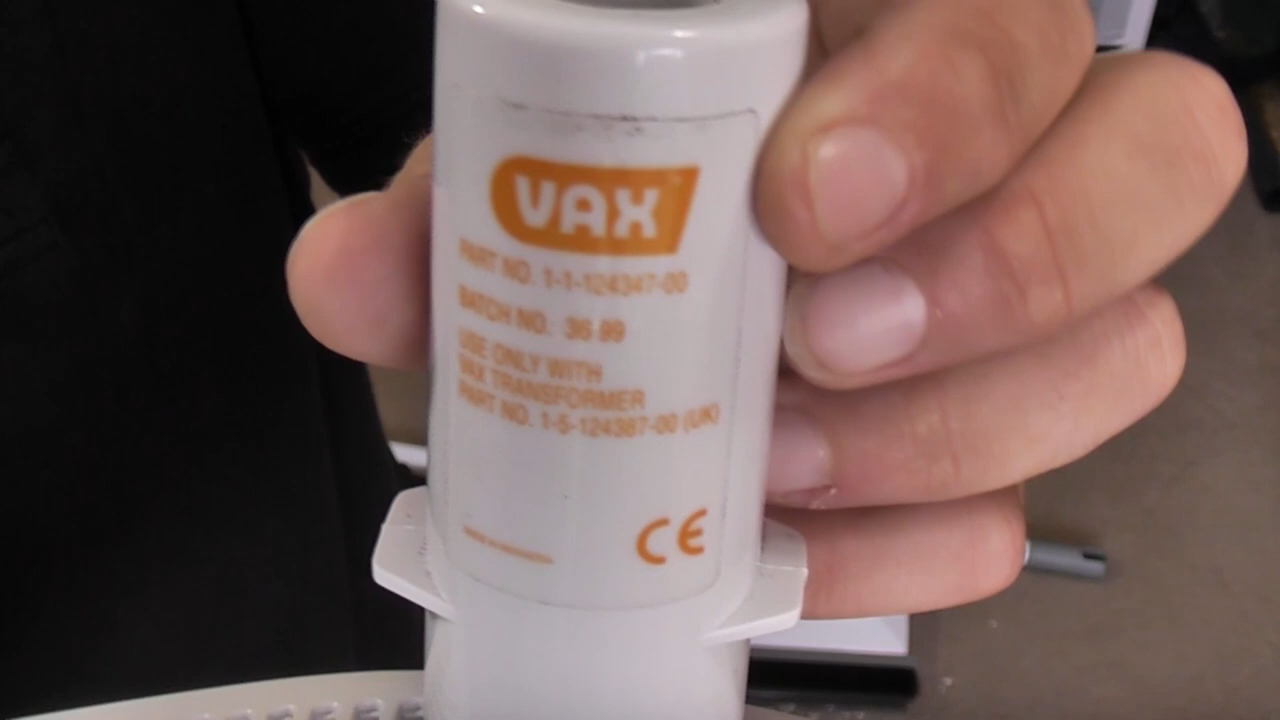 VAX
PART NO. 1-1-124347-00
BATCH NO. 36 99
USE ONLY WITH
VAX TRANSFORMER
PART NO. 1-5-124387-00 (UK)
CE